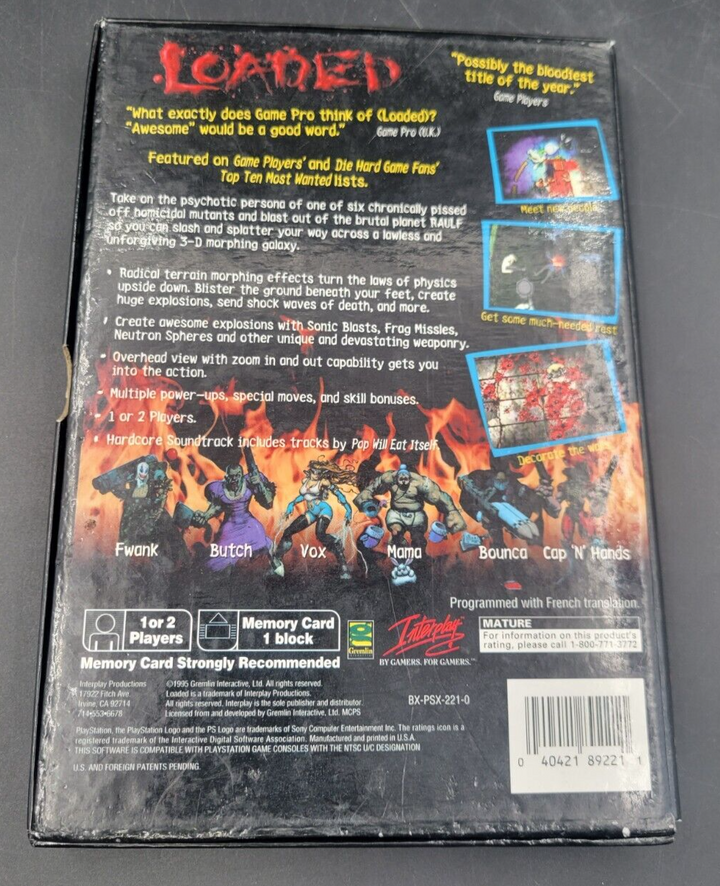 LOADED
"Possibly the bloodiest
title of the year."
Game Players
"What exactly does Game Pro think of (Loaded)?
"Awesome" would be a good word."
Game Pro (U.K.)
Featured on Game Players' and Die Hard Game Fans'
Top Ten Most Wanted lists.
Meet new people
Take on the psychotic persona of one of six chronically pissed
off homicidal mutants and blast out of the brutal planet RAULF
so you can slash and splatter your way across a lawless and
unforgiving 3-D morphing galaxy.
• Radical terrain morphing effects turn the laws of physics
upside down. Blister the ground beneath your feet, create
huge explosions, send shock waves of death, and more.
Get some much-needed rest
• Create awesome explosions with Sonic Blasts, Frag Missles,
Neutron Spheres and other unique and devastating weaponry.
• Overhead view with zoom in and out capability gets you
into the action.
• Multiple power-ups, special moves, and skill bonuses.
• 1 or 2 Players.
• Hardcore Soundtrack includes tracks by Pop Will Eat Itself.
Decorate the walls
Fwank
Butch
Vox
Mama
Bounca
Cap 'N' Hands
Programmed with French translation.
1 or 2
Players
Memory Card
1 block
Memory Card Strongly Recommended
Gremlin
Interplay
BY GAMERS. FOR GAMERS.™
MATURE
For information on this product's
rating, please call 1-800-771-3772
Interplay Productions
17922 Fitch Ave
Irvine, CA 92714
714-553-6678
©1995 Gremlin Interactive, Ltd. All rights reserved.
Loaded is a trademark of Interplay Productions.
All rights reserved. Interplay is the sole publisher and distributor.
Licensed from and developed by Gremlin Interactive, Ltd. MCPS
BX-PSX-221-0
PlayStation, the PlayStation Logo and the PS Logo are trademarks of Sony Computer Entertainment Inc. The ratings icon is a
registered trademark of the Interactive Digital Software Association. Manufactured and printed in U.S.A.
THIS SOFTWARE IS COMPATIBLE WITH PLAYSTATION GAME CONSOLES WITH THE NTSC U/C DESIGNATION
U.S. AND FOREIGN PATENTS PENDING.
0 40421 89221 1